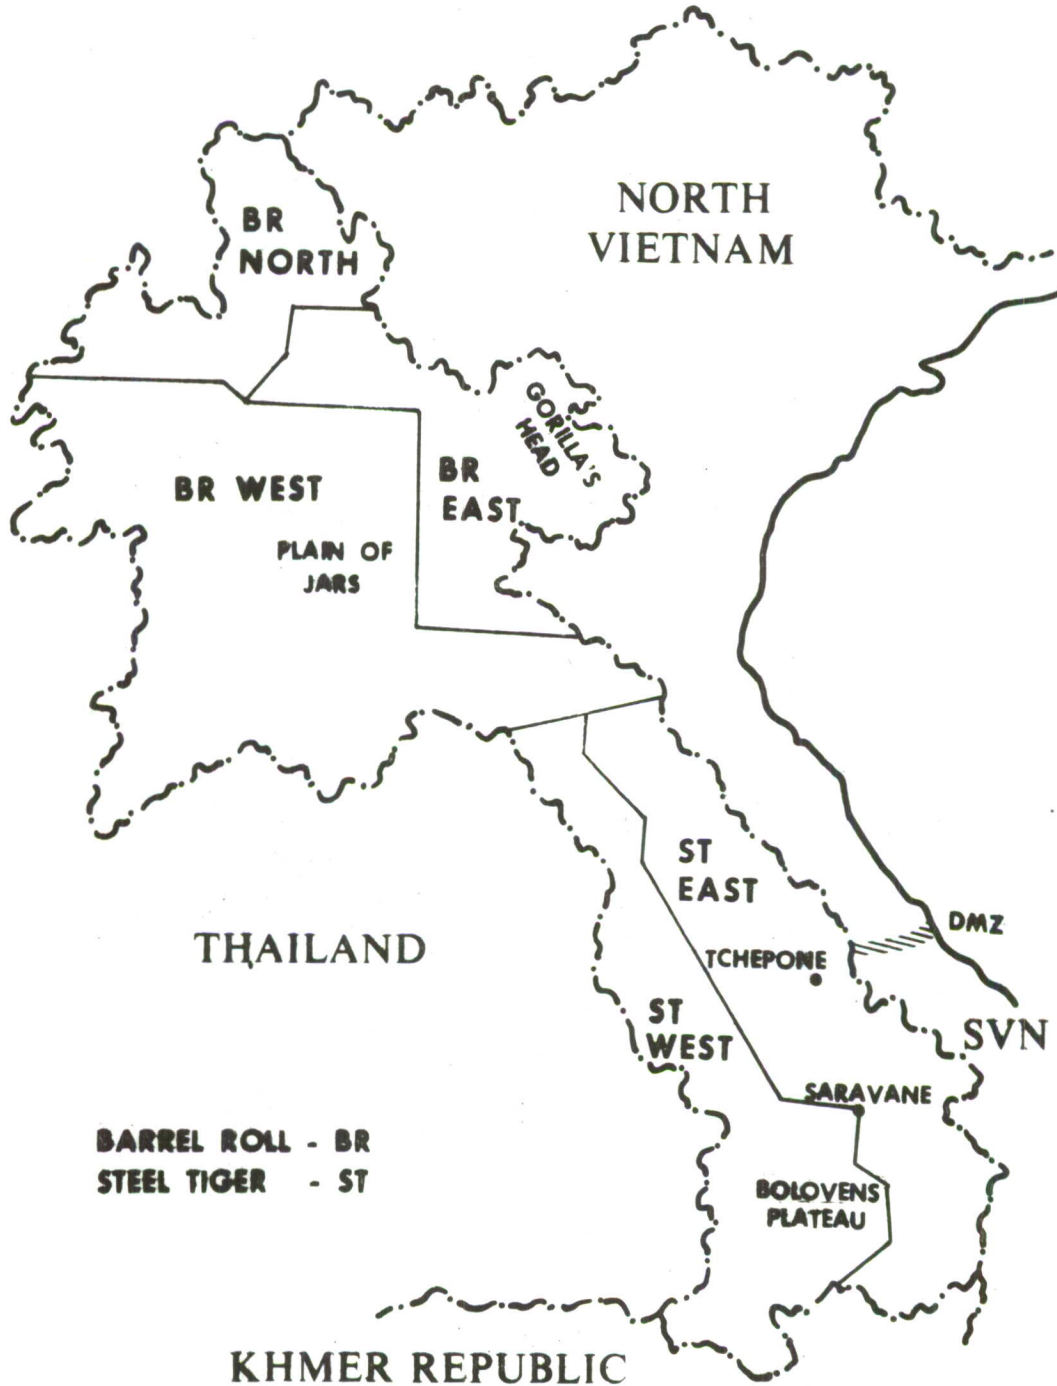 NORTH
VIETNAM
BR
NORTH
GORILLA'S
HEAD
BR WEST
BR
EAST
PLAIN OF
JARS
ST
EAST
DMZ
THAILAND
TCHEPONE
ST
WEST
SVN
SARAVANE
BARREL ROLL - BR
STEEL TIGER - ST
BOLOVENS
PLATEAU
KHMER REPUBLIC